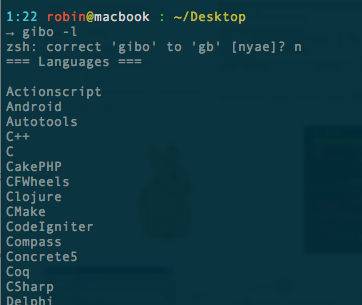 1:22 robin@macbook : ~/Desktop
→ gibo -l
zsh: correct 'gibo' to 'gb' [nyae]? n
=== Languages ===
Actionscript
Android
Autotools
C++
C
CakePHP
CFWheels
Clojure
CMake
CodeIgniter
Compass
Concrete5
Coq
CSharp
Delphi